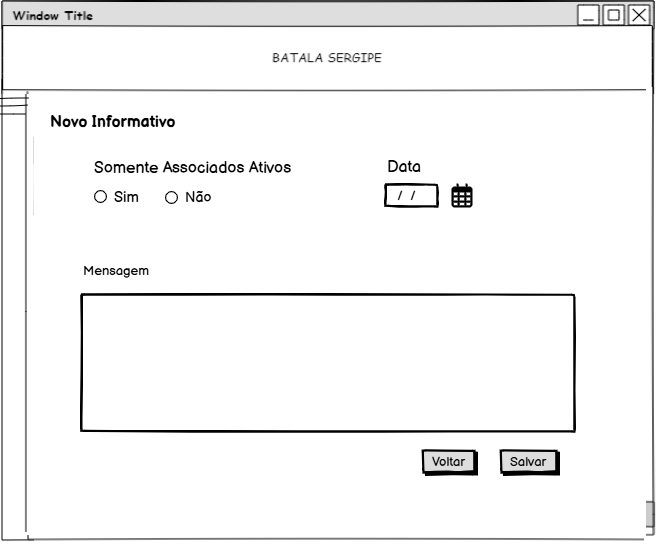 Window Title
BATALA SERGIPE
Novo Informativo
Somente Associados Ativos
Data
Sim Não
/ /
Mensagem
Voltar Salvar